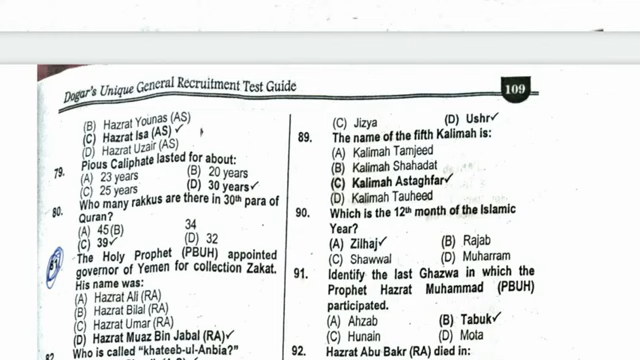 Dogar's Unique General Recruitment Test Guide
109
(B) Hazrat Younas (AS)
(C) Hazrat Isa (AS) ✓
(D) Hazrat Uzair (AS)
79. Pious Caliphate lasted for about:
(A) 23 years (B) 20 years
(C) 25 years (D) 30 years✓
80. Who many rakkus are there in 30th para of
Quran?
(A) 45(B) 34
(C) 39✓ (D) 32
81. The Holy Prophet (PBUH) appointed
governor of Yemen for collection Zakat.
His name was:
(A) Hazrat Ali (RA)
(B) Hazrat Bilal (RA)
(C) Hazrat Umar (RA)
(D) Hazrat Muaz Bin Jabal (RA)✓
82. Who is called "khateeb-ul-Anbia?"
(C) Jizya (D) Ushr✓
89. The name of the fifth Kalimah is:
(A) Kalimah Tamjeed
(B) Kalimah Shahadat
(C) Kalimah Astaghfar✓
(D) Kalimah Tauheed
90. Which is the 12th month of the Islamic
Year?
(A) Zilhaj✓ (B) Rajab
(C) Shawwal (D) Muharram
91. Identify the last Ghazwa in which the
Prophet Hazrat Muhammad (PBUH)
participated.
(A) Ahzab (B) Tabuk✓
(C) Hunain (D) Mota
92. Hazrat Abu Bakr (RA) died in: